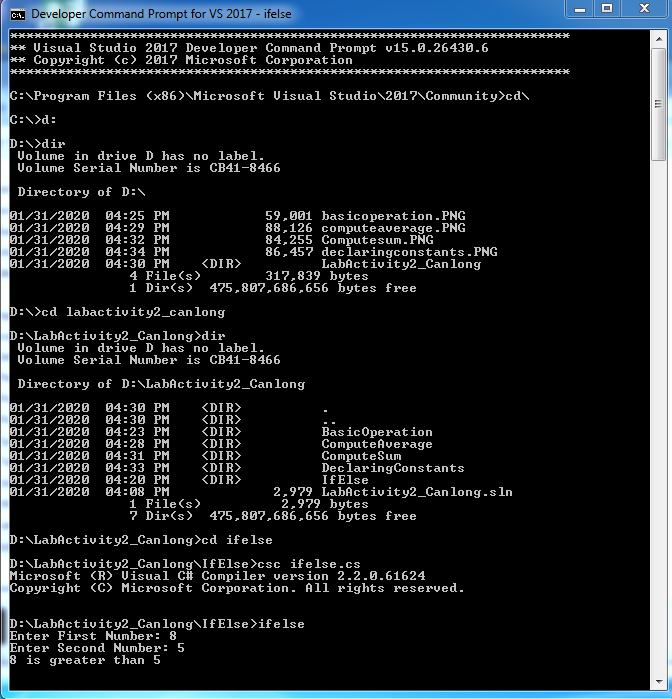 Developer Command Prompt for VS 2017 - ifelse
**********************************************************************
** Visual Studio 2017 Developer Command Prompt v15.0.26430.6
** Copyright (c) 2017 Microsoft Corporation
**********************************************************************
C:\Program Files (x86)\Microsoft Visual Studio\2017\Community>cd\
C:\>d:
D:\>dir
Volume in drive D has no label.
Volume Serial Number is CB41-8466
Directory of D:\
01/31/2020  04:25 PM            59,001 basicoperation.PNG
01/31/2020  04:29 PM            88,126 computeaverage.PNG
01/31/2020  04:32 PM            84,255 Computesum.PNG
01/31/2020  04:34 PM            86,457 declaringconstants.PNG
01/31/2020  04:30 PM    <DIR>          LabActivity2_Canlong
4 File(s)        317,839 bytes
1 Dir(s)  475,807,686,656 bytes free
D:\>cd labactivity2_canlong
D:\LabActivity2_Canlong>dir
Volume in drive D has no label.
Volume Serial Number is CB41-8466
Directory of D:\LabActivity2_Canlong
01/31/2020  04:30 PM    <DIR>          .
01/31/2020  04:30 PM    <DIR>          ..
01/31/2020  04:23 PM    <DIR>          BasicOperation
01/31/2020  04:28 PM    <DIR>          ComputeAverage
01/31/2020  04:31 PM    <DIR>          ComputeSum
01/31/2020  04:33 PM    <DIR>          DeclaringConstants
01/31/2020  04:20 PM    <DIR>          IfElse
01/31/2020  04:08 PM             2,979 LabActivity2_Canlong.sln
1 File(s)          2,979 bytes
7 Dir(s)  475,807,686,656 bytes free
D:\LabActivity2_Canlong>cd ifelse
D:\LabActivity2_Canlong\IfElse>csc ifelse.cs
Microsoft (R) Visual C# Compiler version 2.2.0.61624
Copyright (C) Microsoft Corporation. All rights reserved.
D:\LabActivity2_Canlong\IfElse>ifelse
Enter First Number: 8
Enter Second Number: 5
8 is greater than 5